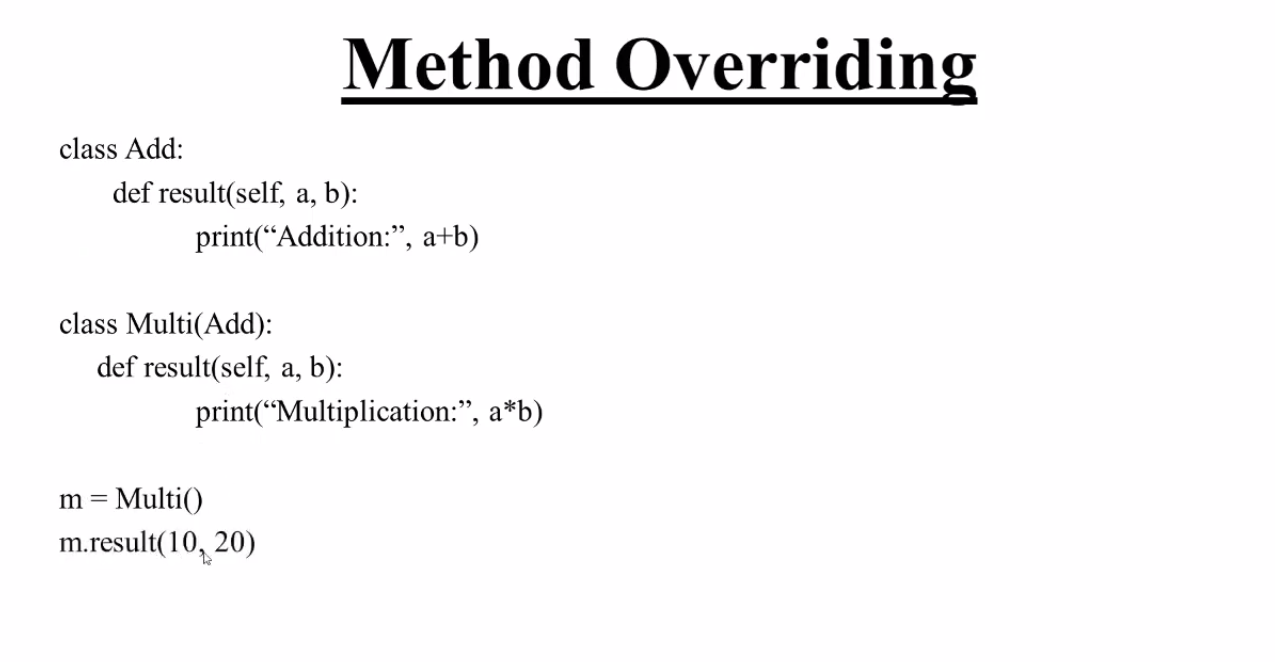 Method Overriding
class Add:
def result(self, a, b):
print(“Addition:”, a+b)
class Multi(Add):
def result(self, a, b):
print(“Multiplication:”, a*b)
m = Multi()
m.result(10, 20)